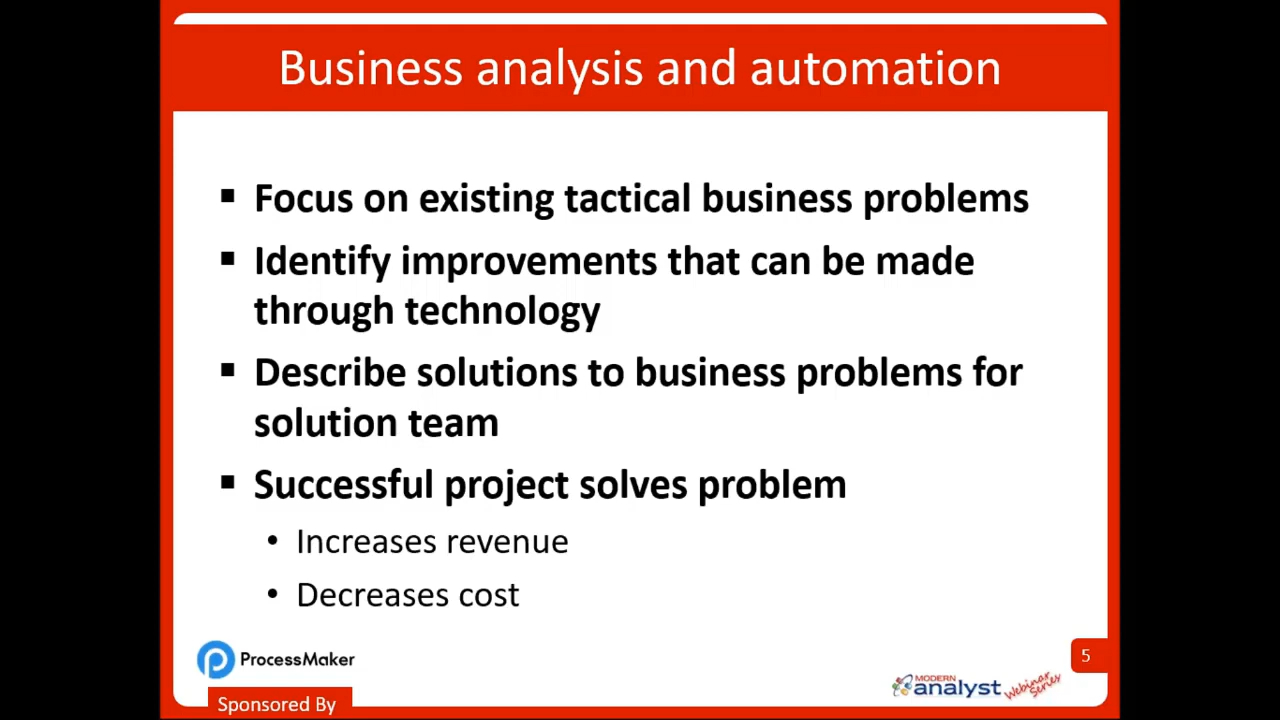 Business analysis and automation
▪ Focus on existing tactical business problems
▪ Identify improvements that can be made
through technology
▪ Describe solutions to business problems for
solution team
▪ Successful project solves problem
• Increases revenue
• Decreases cost
ProcessMaker
5
MODERN
analyst Webinar
Series
Sponsored By